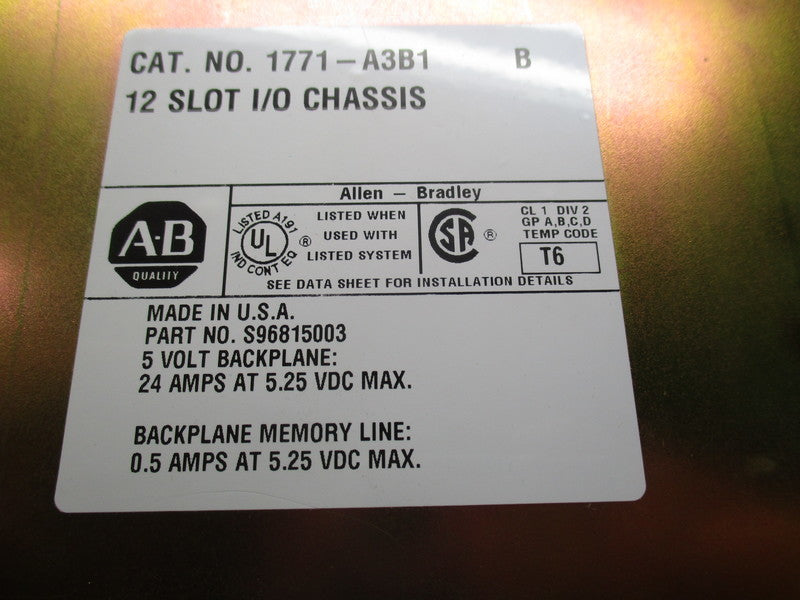 CAT. NO. 1771-A3B1 B
12 SLOT I/O CHASSIS
Allen - Bradley
A-B
QUALITY
LISTED A191
UL
IND CONT EQ
®
LISTED WHEN
USED WITH
LISTED SYSTEM
SA
®
CL 1 DIV 2
GP A,B,C,D
TEMP CODE
T6
SEE DATA SHEET FOR INSTALLATION DETAILS
MADE IN U.S.A.
PART NO. S96815003
5 VOLT BACKPLANE:
24 AMPS AT 5.25 VDC MAX.
BACKPLANE MEMORY LINE:
0.5 AMPS AT 5.25 VDC MAX.